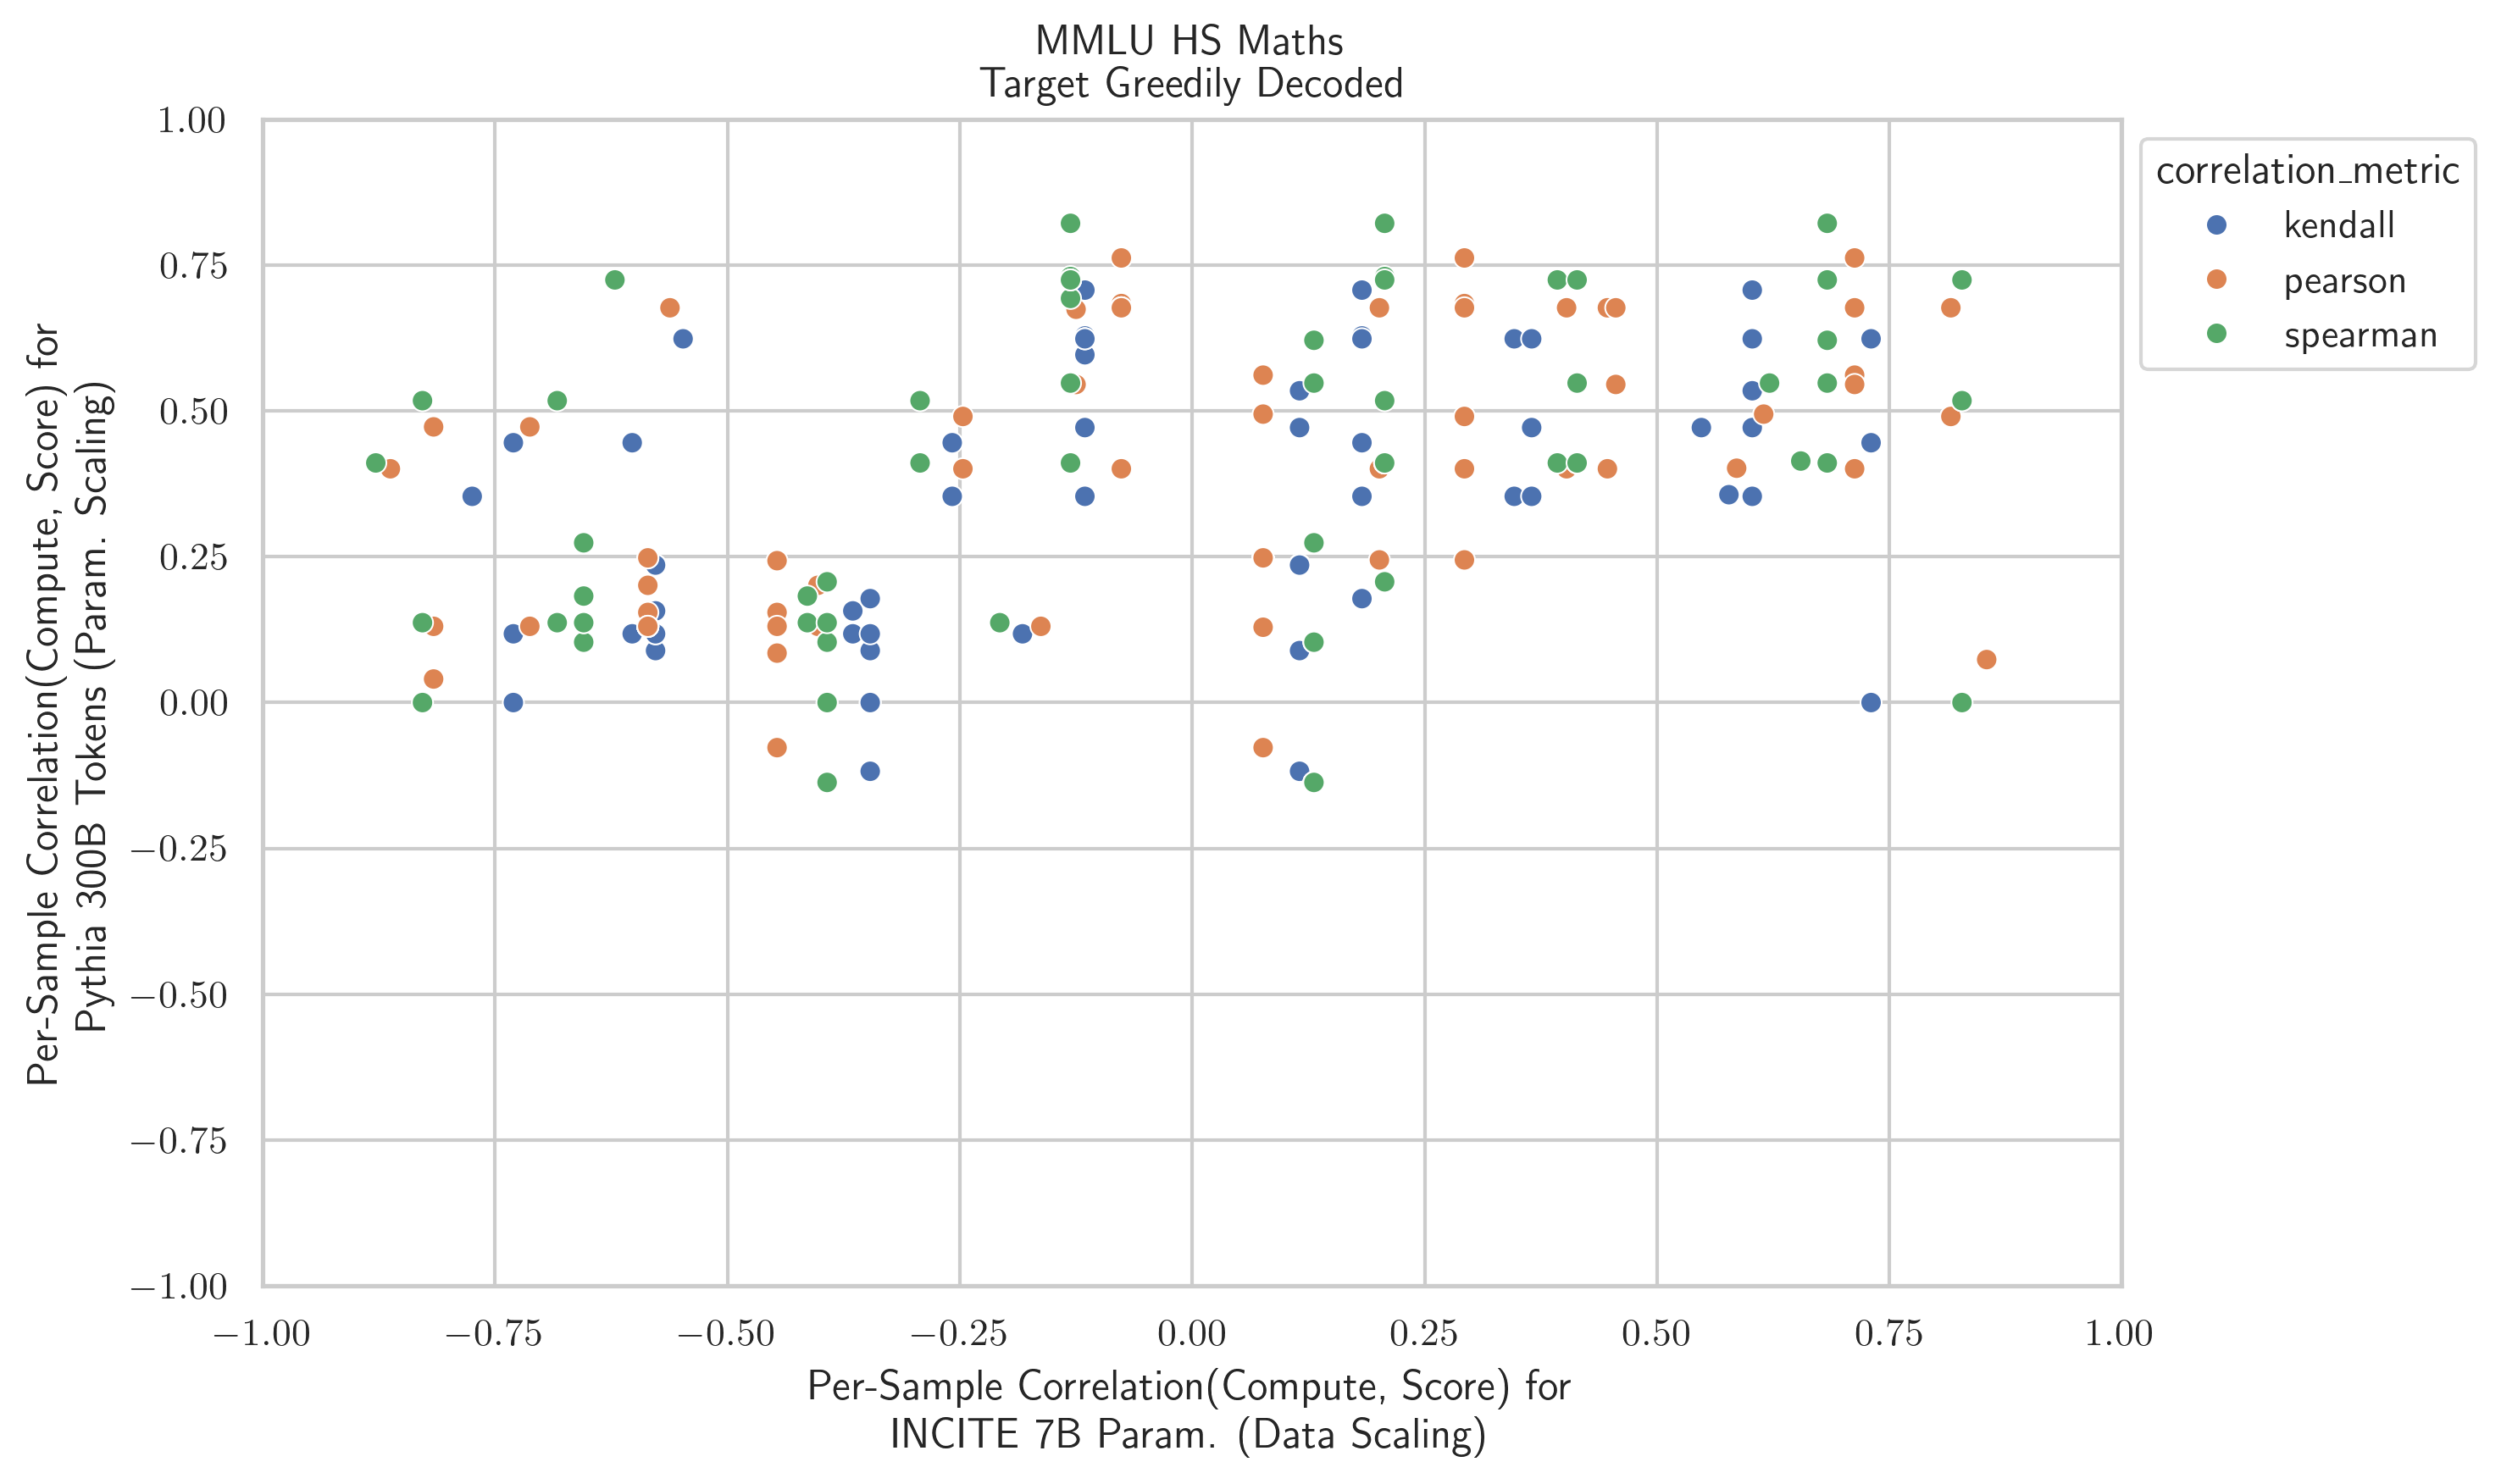 MMLU HS Maths
Target Greedily Decoded
1.00
0.75
0.50
0.25
0.00
−0.25
−0.50
−0.75
−1.00
Per-Sample Correlation(Compute, Score) for
Pythia 300B Tokens (Param. Scaling)
−1.00 −0.75 −0.50 −0.25 0.00 0.25 0.50 0.75 1.00
Per-Sample Correlation(Compute, Score) for
INCITE 7B Param. (Data Scaling)
correlation_metric
kendall
pearson
spearman